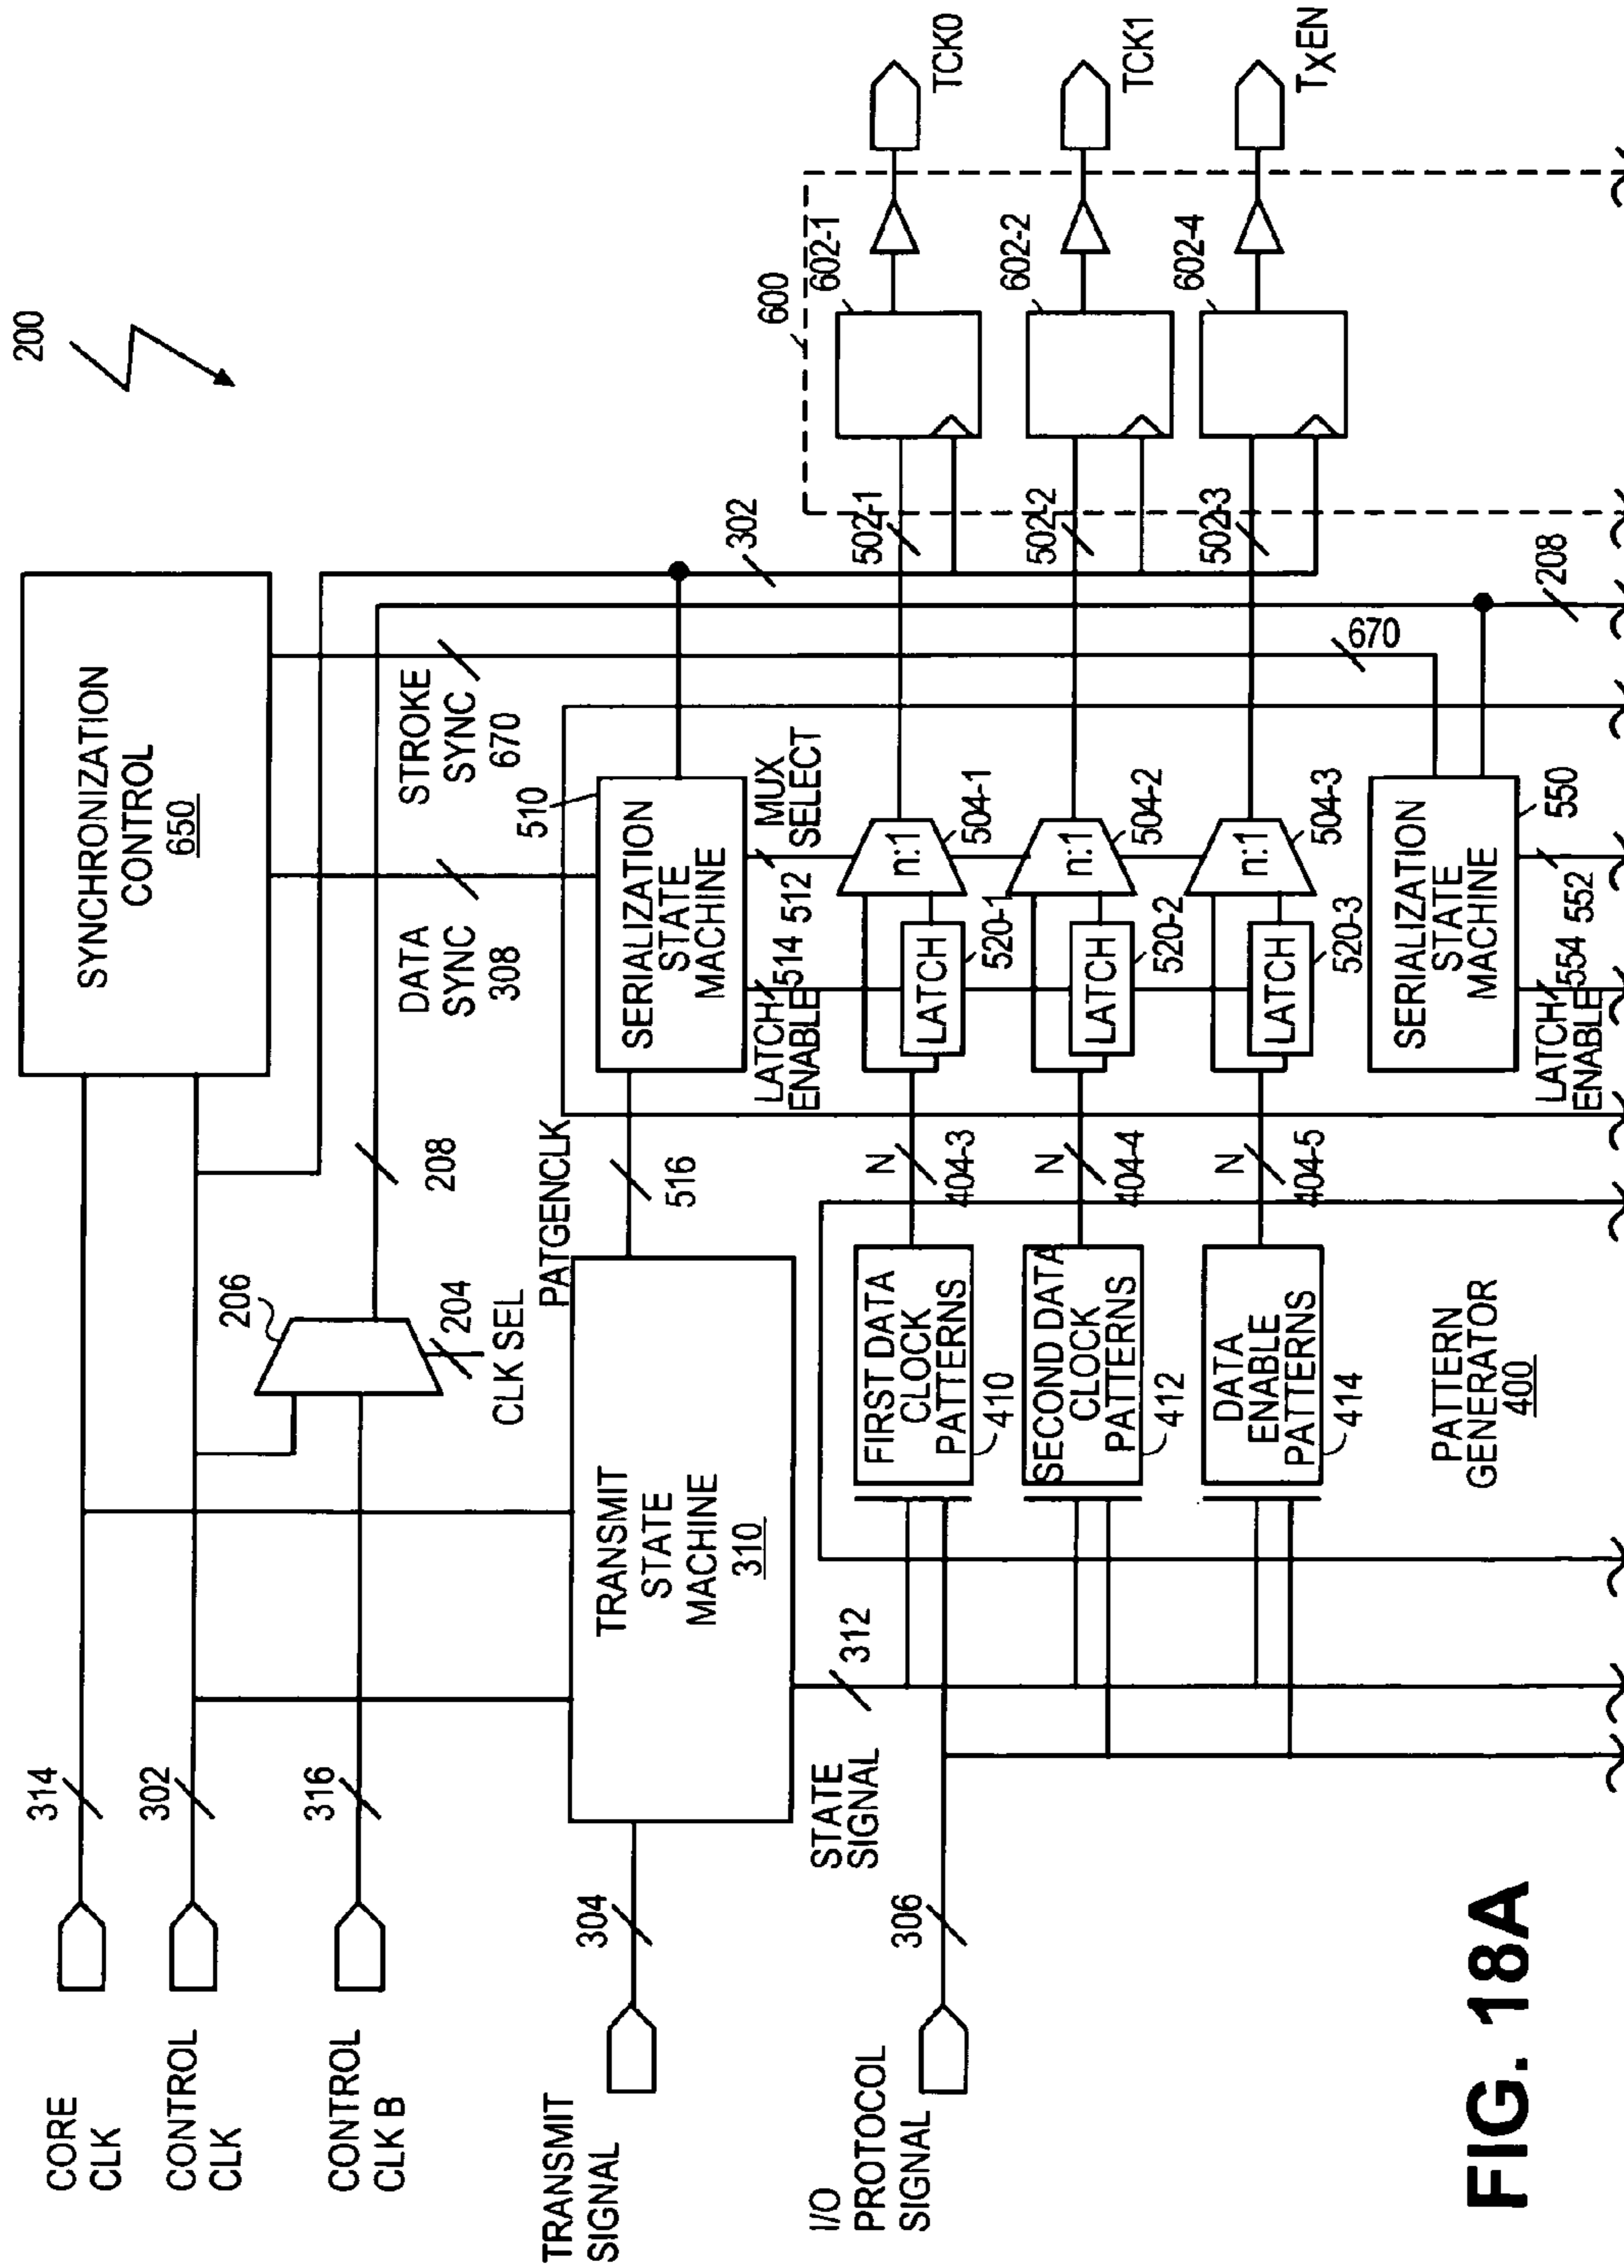 200
CORE
CLK
314
CONTROL
CLK
302
CONTROL
CLK B
316
206
204
CLK SEL
208
SYNCHRONIZATION
CONTROL
650
DATA
SYNC
308
STROKE
SYNC
670
302
TRANSMIT
SIGNAL
304
TRANSMIT
STATE
MACHINE
310
PATGENCLK
516
510
SERIALIZATION
STATE
MACHINE
LATCH
ENABLE
514
512
MUX
SELECT
STATE
SIGNAL
312
I/O
PROTOCOL
SIGNAL
306
FIRST DATA
CLOCK
PATTERNS
410
N
404-3
LATCH
520-1
n:1
504-1
502-1
600
602-1
TCK0
SECOND DATA
CLOCK
PATTERNS
412
N
404-4
LATCH
520-2
n:1
504-2
502-2
602-2
TCK1
DATA
ENABLE
PATTERNS
414
N
404-5
LATCH
520-3
n:1
504-3
502-3
602-4
TxEN
PATTERN
GENERATOR
400
SERIALIZATION
STATE
MACHINE
550
670
208
LATCH
ENABLE
554
552
FIG. 18A